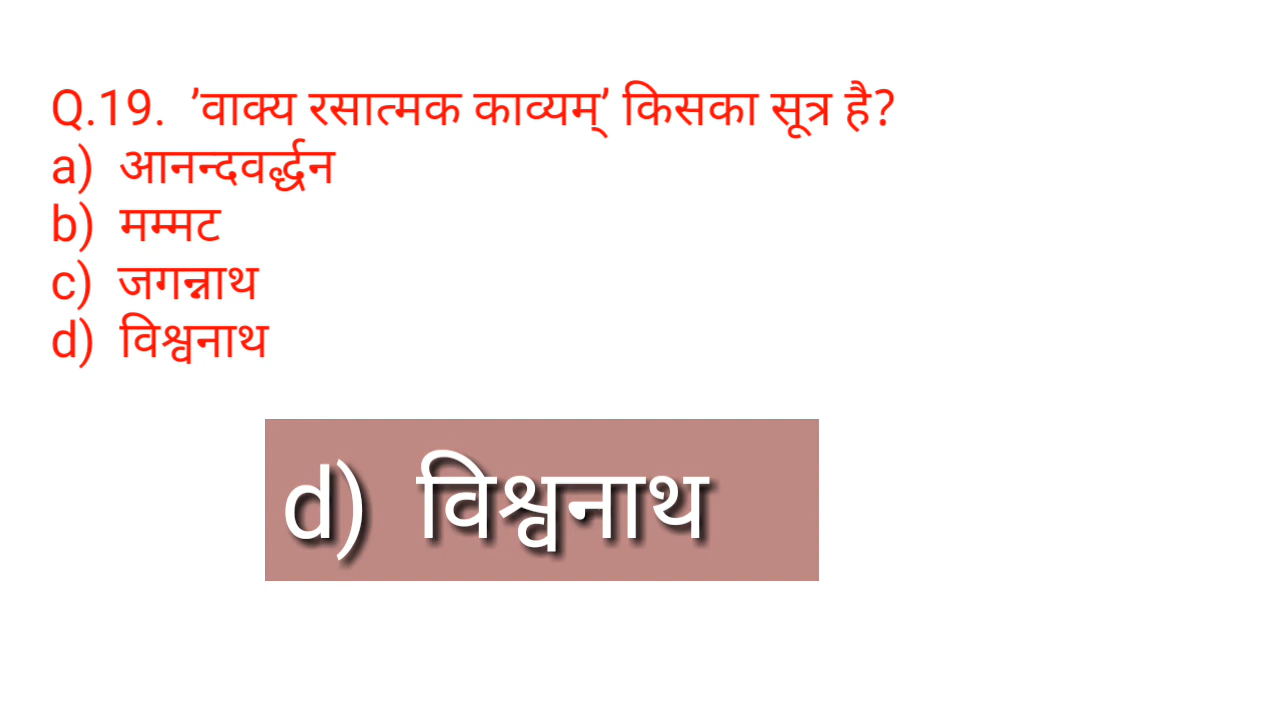 Q.19. ’वाक्य रसात्मक काव्यम्’ किसका सूत्र है?
a) आनन्दवर्द्धन
b) मम्मट
c) जगन्नाथ
d) विश्वनाथ
d) विश्वनाथ